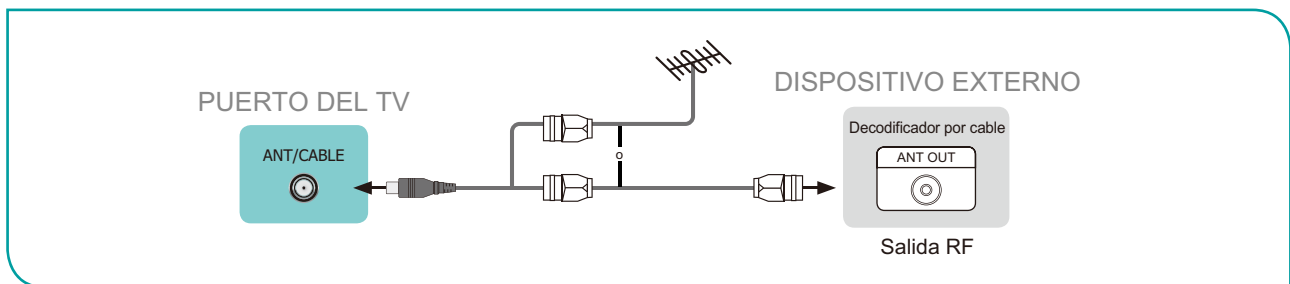 PUERTO DEL TV
ANT/CABLE
o
DISPOSITIVO EXTERNO
Decodificador por cable
ANT OUT
Salida RF